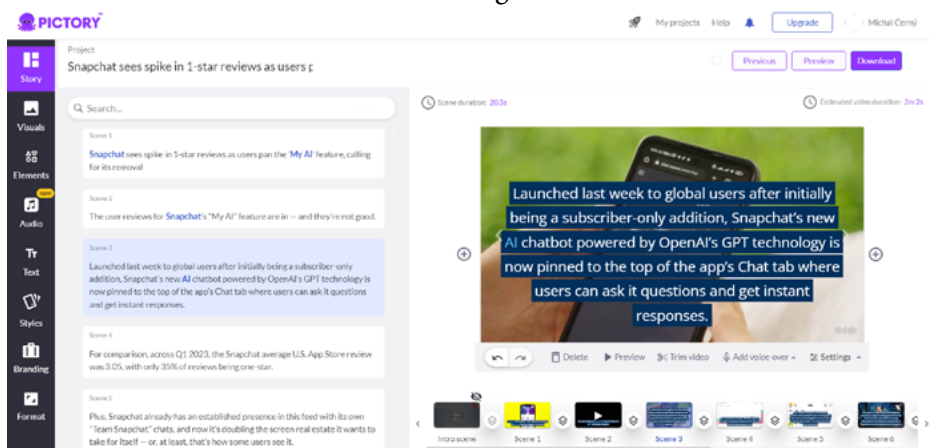 PICTORY
My projects Help Upgrade Michal Černý
Story
Visuals
Elements
Audio
Text
Styles
Branding
Format
Project
Snapchat sees spike in 1-star reviews as users p
Previous Preview Download
Search...
Scene 1
Snapchat sees spike in 1-star reviews as users pan the 'My AI' feature, calling
for its removal
Scene 2
The user reviews for Snapchat's "My AI" feature are in — and they're not good.
Scene 3
Launched last week to global users after initially being a subscriber-only
addition, Snapchat's new AI chatbot powered by OpenAI's GPT technology is
now pinned to the top of the app's Chat tab where users can ask it questions
and get instant responses.
Scene 4
For comparison, across Q1 2023, the Snapchat average U.S. App Store review
was 3.05, with only 35% of reviews being one-star.
Scene 5
Plus, Snapchat already has an established presence in this feed with its own
"Team Snapchat" chats, and now it's doubling the screen real estate it wants to
take for itself — or, at least, that's how some users see it.
Scene duration: 20.5s
Estimated video duration: 2m 2s
Launched last week to global users after initially
being a subscriber-only addition, Snapchat's new
AI chatbot powered by OpenAI's GPT technology is
now pinned to the top of the app's Chat tab where
users can ask it questions and get instant
responses.
Delete Preview Trim video Add voice-over Settings
Intro scene Scene 1 Scene 2 Scene 3 Scene 4 Scene 5 Scene 6